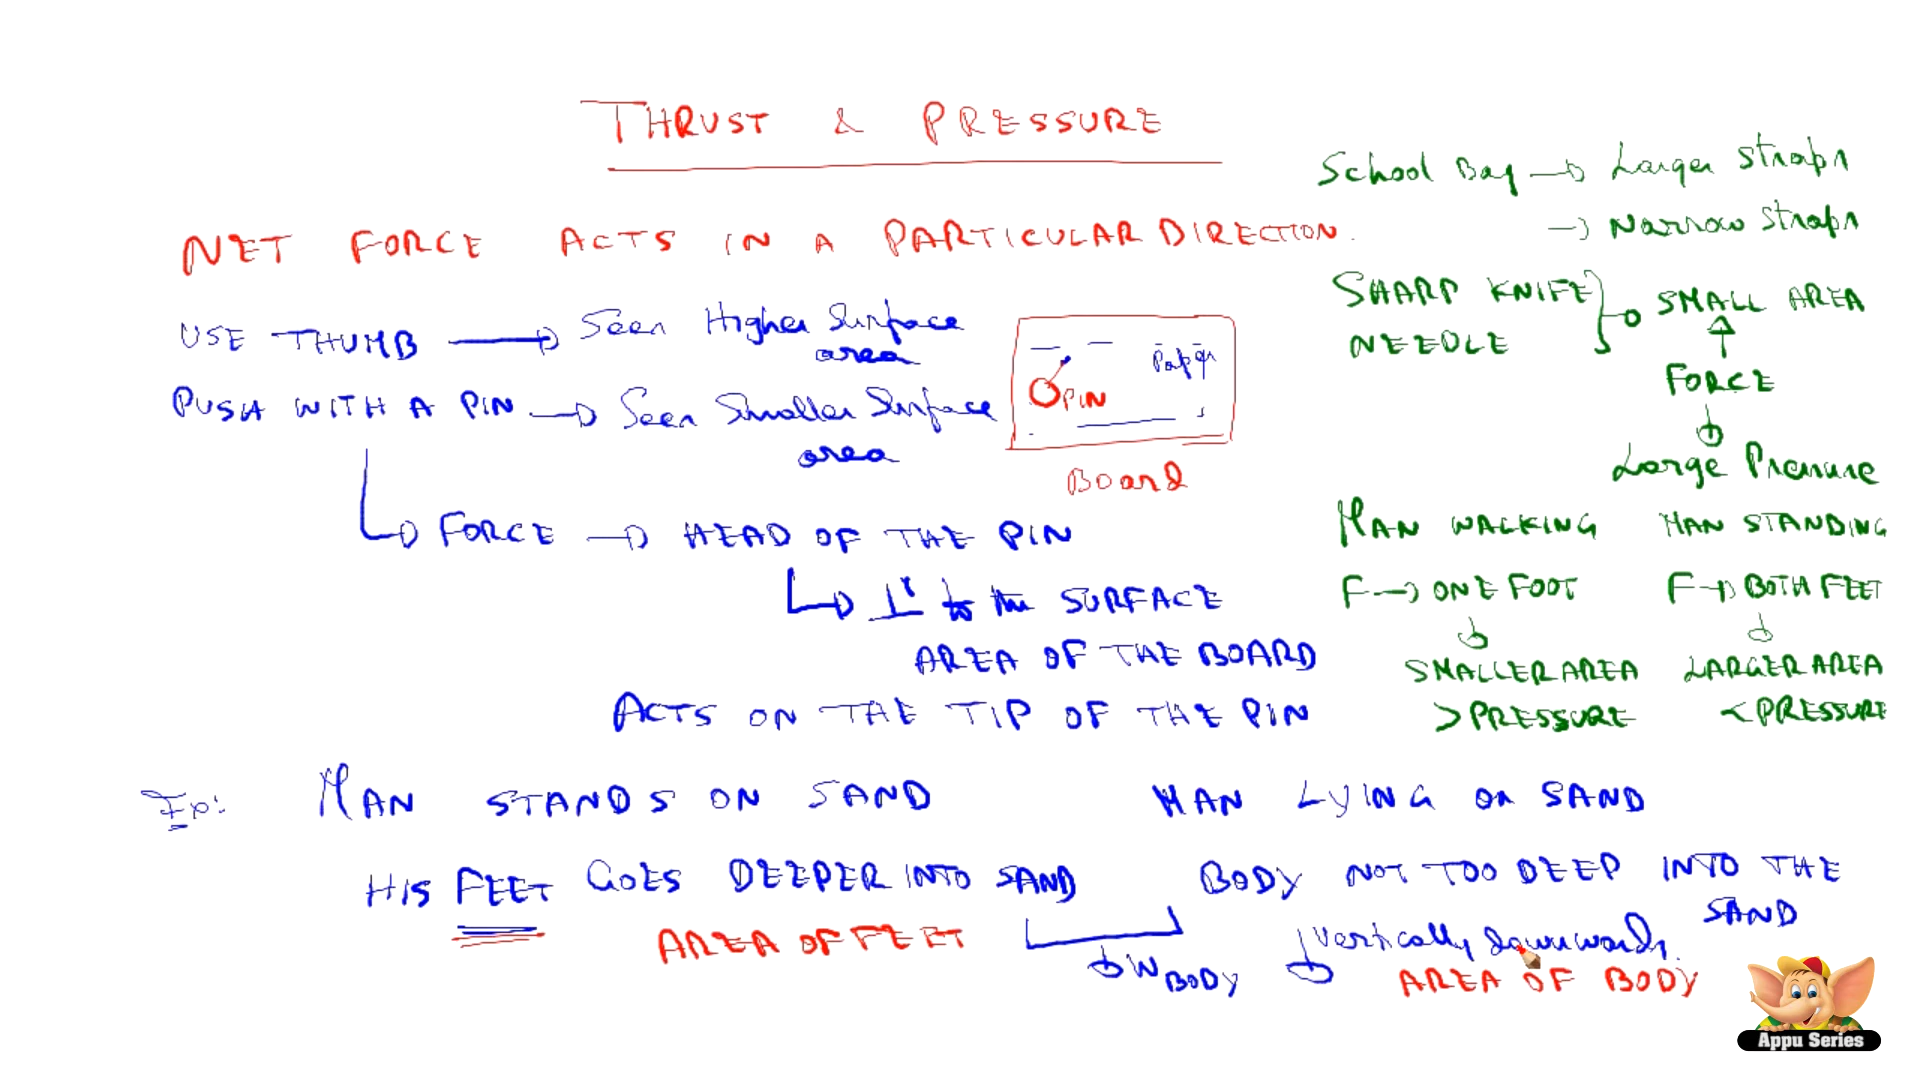 THRUST & PRESSURE
NET FORCE ACTS IN A PARTICULAR DIRECTION.
USE THUMB → Seen Higher Surface
area
PUSH WITH A PIN → Seen Smaller Surface
area
Paper
PIN
Board
→ FORCE → HEAD OF THE PIN
→ ⊥r to the SURFACE
AREA OF THE BOARD
ACTS ON THE TIP OF THE PIN
School Bag → Larger Straps
→ Narrow Straps
SHARP KNIFE
NEEDLE
} → SMALL AREA
↑
FORCE
↓
Large Pressure
MAN WALKING
F → ONE FOOT
↓
SMALLER AREA
> PRESSURE
MAN STANDING
F → BOTH FEET
↓
LARGER AREA
< PRESSURE
Ex:
MAN STANDS ON SAND
HIS FEET GOES DEEPER INTO SAND
AREA OF FEET
MAN LYING ON SAND
BODY NOT TOO DEEP INTO THE
SAND
↓ W BODY
↓ Vertically downwards.
AREA OF BODY
Appu Series